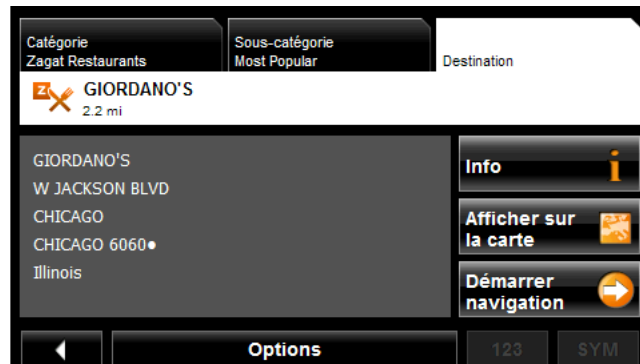 Catégorie
Zagat Restaurants
Sous-catégorie
Most Popular
Destination
GIORDANO'S
2.2 mi
GIORDANO'S
W JACKSON BLVD
CHICAGO
CHICAGO 6060●
Illinois
Info
Afficher sur
la carte
Démarrer
navigation
Options
123
SYM